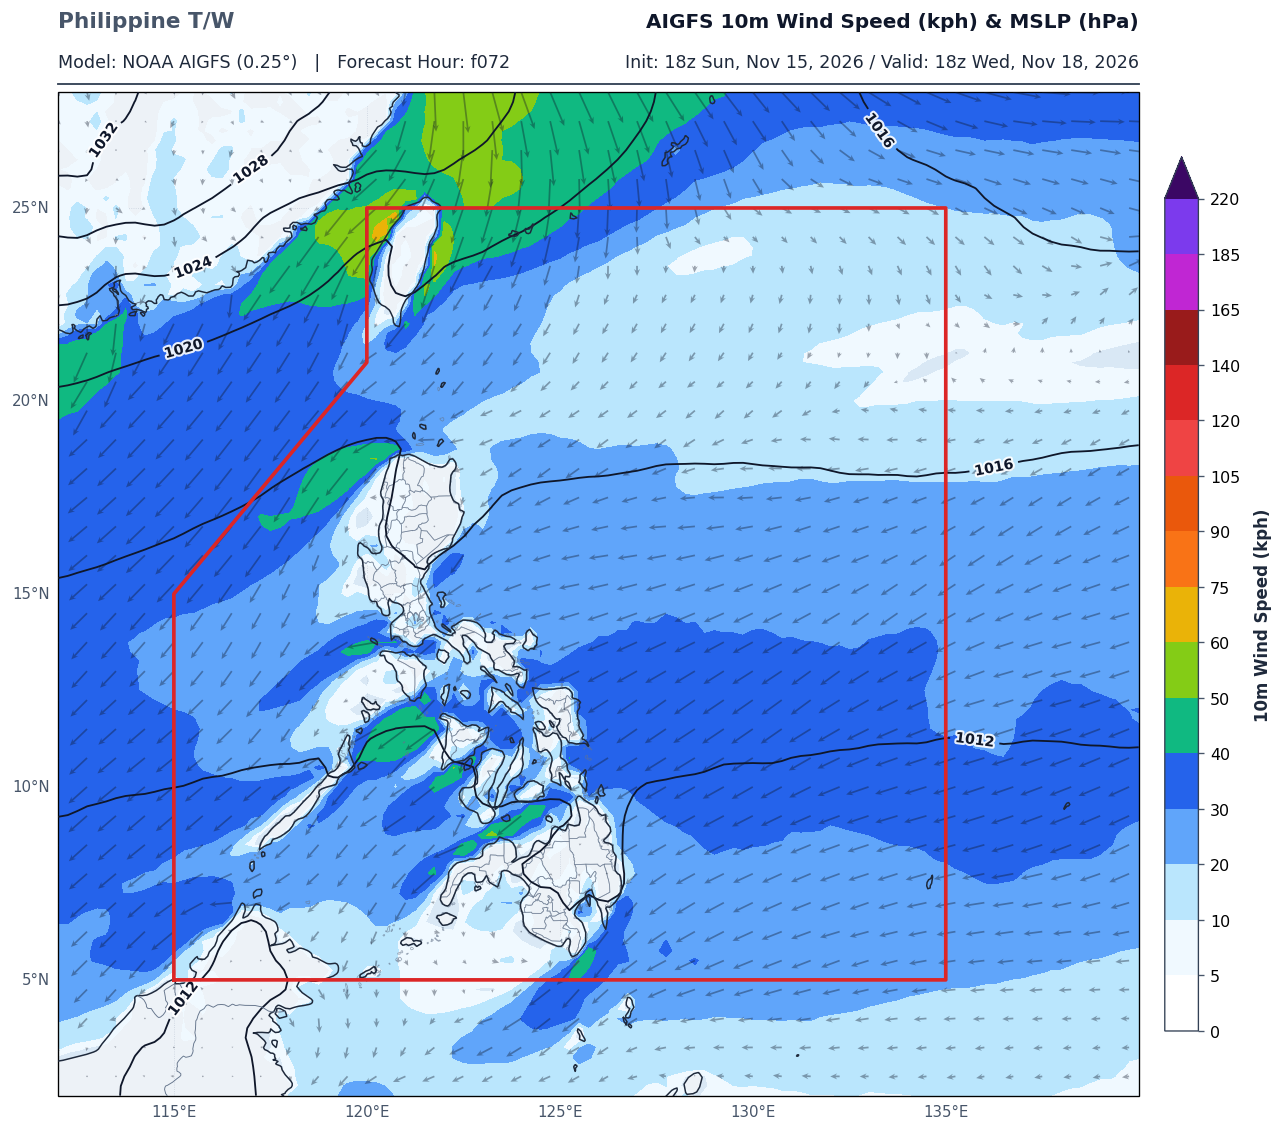 Philippine T/W
AIGFS 10m Wind Speed (kph) & MSLP (hPa)
Model: NOAA AIGFS (0.25°)   |   Forecast Hour: f072
Init: 18z Sun, Nov 15, 2026 / Valid: 18z Wed, Nov 18, 2026
1032
1028
1024
1020
1016
1016
1012
1012
25°N
20°N
15°N
10°N
5°N
115°E
120°E
125°E
130°E
135°E
220
185
165
140
120
105
90
75
60
50
40
30
20
10
5
0
10m Wind Speed (kph)